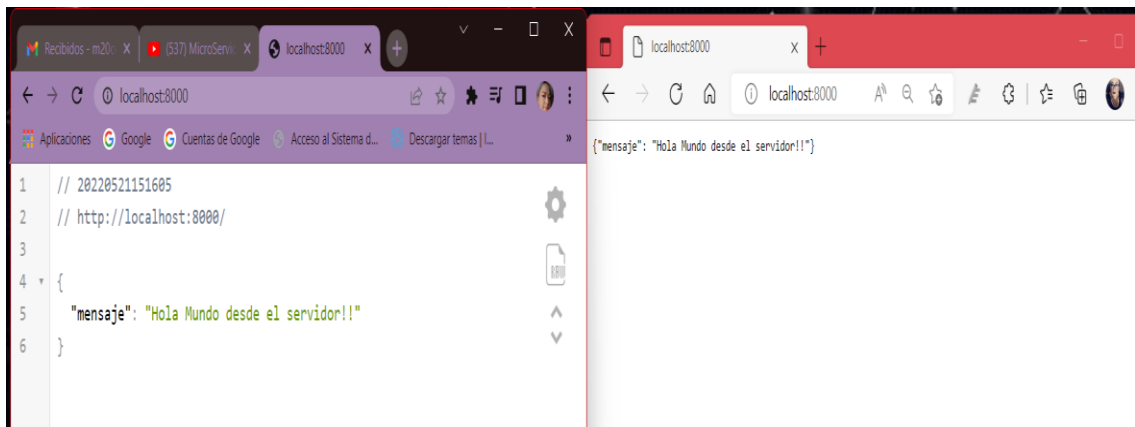 Recibidos - m20
(537) MicroServic
localhost:8000
localhost:8000
Aplicaciones
Google
Cuentas de Google
Acceso al Sistema d...
Descargar temas | l...
»
1 // 20220521151605
2 // http://localhost:8000/
3
4 {
5 "mensaje": "Hola Mundo desde el servidor!!"
6 }
RAW
localhost:8000
localhost:8000
{"mensaje": "Hola Mundo desde el servidor!!"}